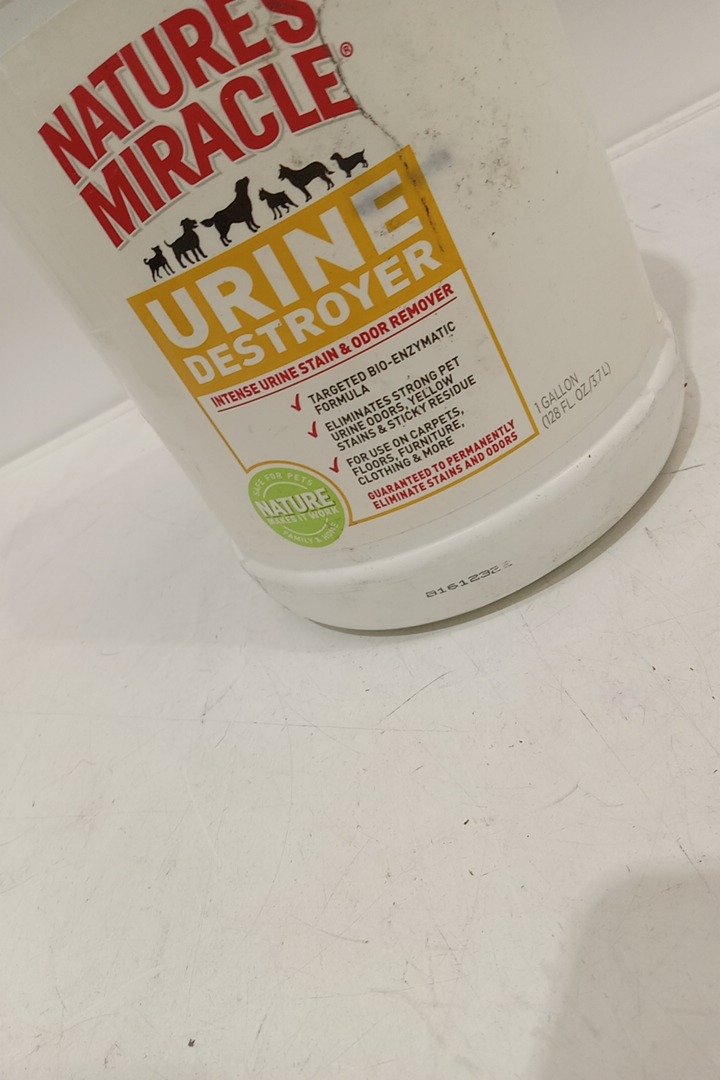 NATURE'S
MIRACLE®
URINE
DESTROYER
INTENSE URINE STAIN & ODOR REMOVER
✓ TARGETED BIO-ENZYMATIC
FORMULA
✓ ELIMINATES STRONG PET
URINE ODORS, YELLOW
STAINS & STICKY RESIDUE
✓ FOR USE ON CARPETS,
FLOORS, FURNITURE,
CLOTHING & MORE
GUARANTEED TO PERMANENTLY
ELIMINATE STAINS AND ODORS
SAFE FOR PETS
NATURE
MAKES IT WORK
FAMILY & HOME
1 GALLON
(128 FL. OZ/3.7 L)